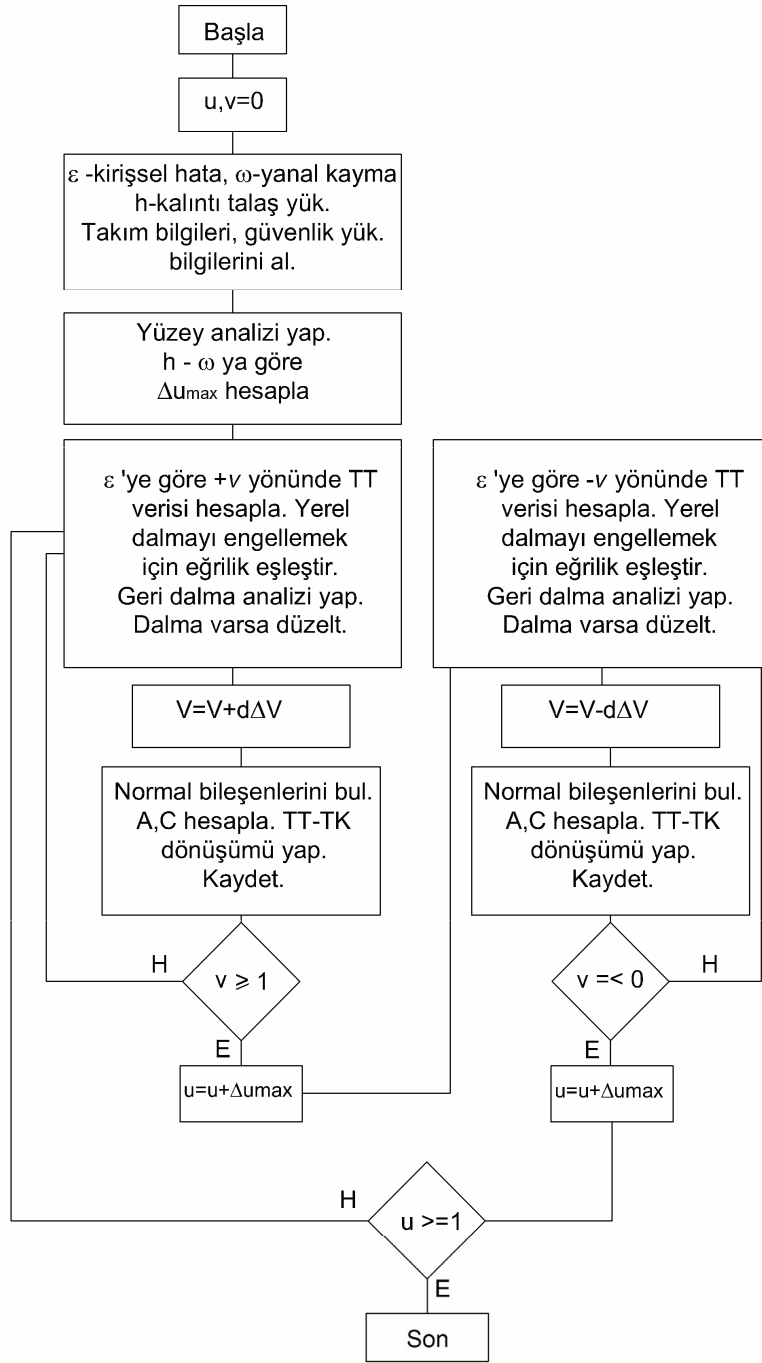 Başla
u,v=0
ε -kirişsel hata, ω-yanal kayma
h-kalıntı talaş yük.
Takım bilgileri, güvenlik yük.
bilgilerini al.
Yüzey analizi yap.
h - ω ya göre
Δumax hesapla
ε 'ye göre +v yönünde TT
verisi hesapla. Yerel
dalmayı engellemek
için eğrilik eşleştir.
Geri dalma analizi yap.
Dalma varsa düzelt.
V=V+dΔV
Normal bileşenlerini bul.
A,C hesapla. TT-TK
dönüşümü yap.
Kaydet.
H
v ⩾ 1
E
u=u+Δumax
ε 'ye göre -v yönünde TT
verisi hesapla. Yerel
dalmayı engellemek
için eğrilik eşleştir.
Geri dalma analizi yap.
Dalma varsa düzelt.
V=V-dΔV
Normal bileşenlerini bul.
A,C hesapla. TT-TK
dönüşümü yap.
Kaydet.
v =< 0
H
E
u=u+Δumax
H
u >=1
E
Son